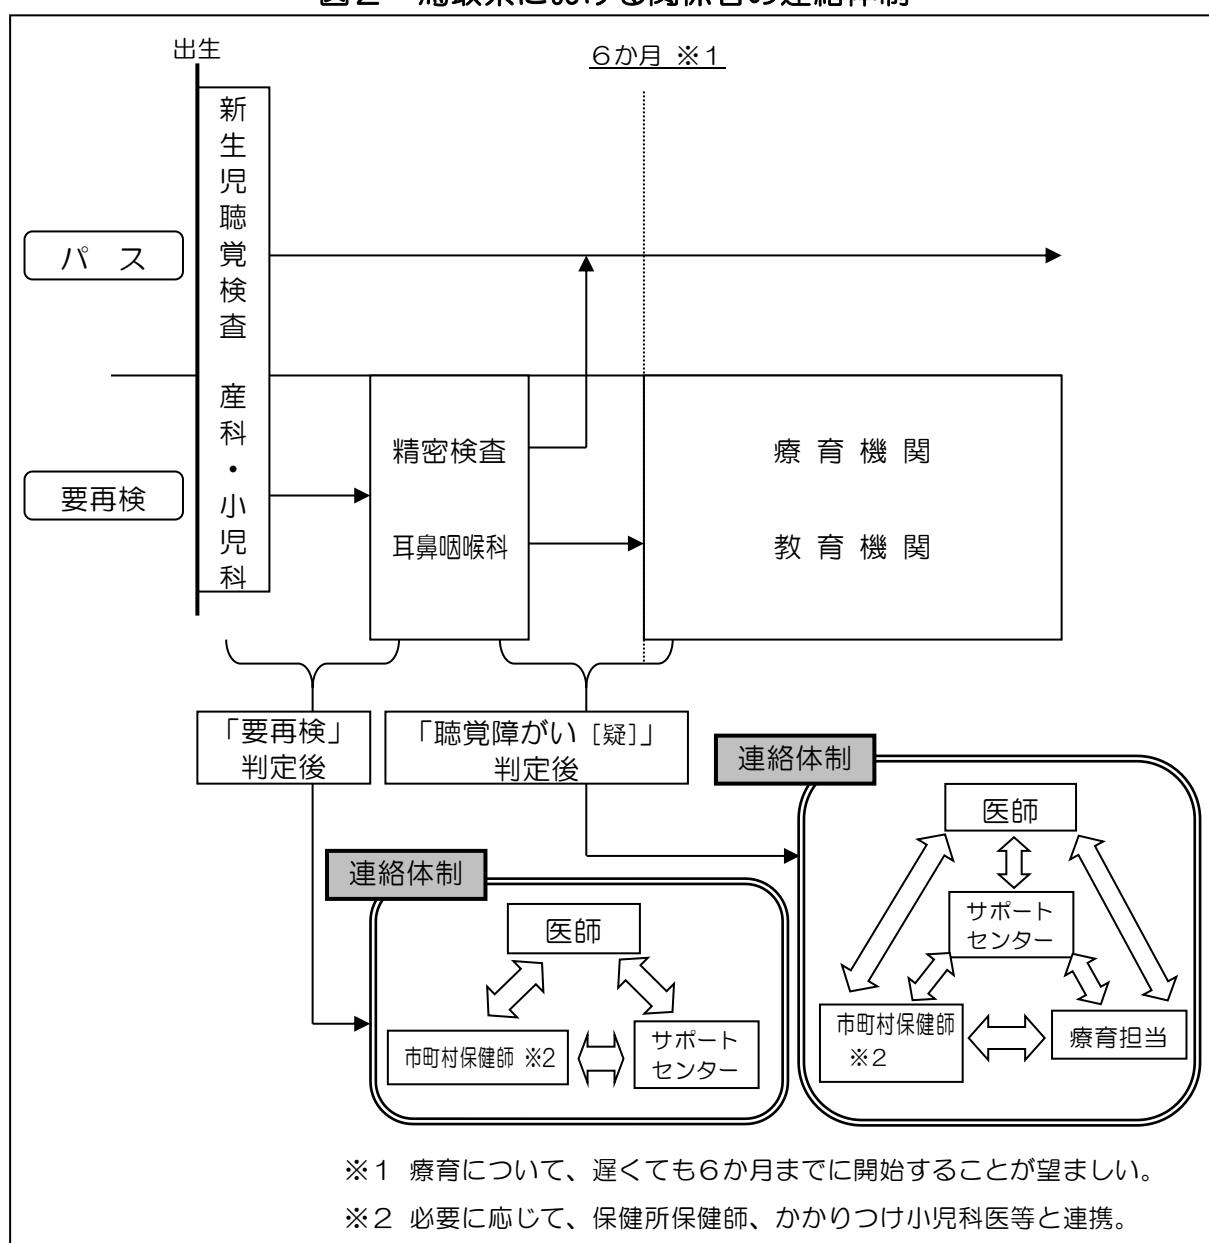 出生
６か月 ※１
新生児聴覚検査 産科・小児科
パス
要再検
精密検査
耳鼻咽喉科
療育機関
教育機関
「要再検」
判定後
「聴覚障がい［疑］」
判定後
連絡体制
医師
サポート
センター
市町村保健師
※2
療育担当
連絡体制
医師
市町村保健師 ※2
サポート
センター
※１ 療育について、遅くても６か月までに開始することが望ましい。
※２ 必要に応じて、保健所保健師、かかりつけ小児科医等と連携。